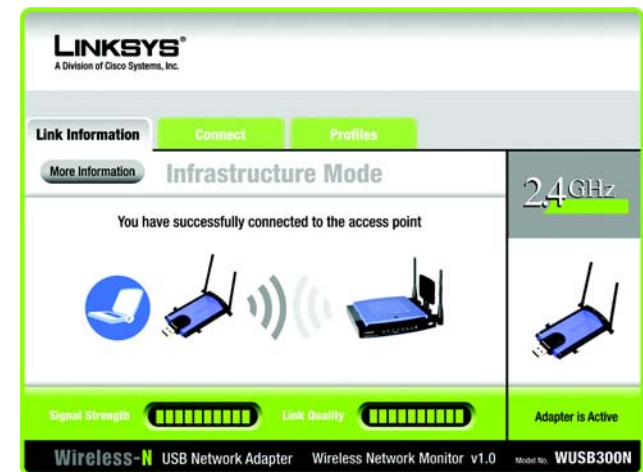 LINKSYS®
A Division of Cisco Systems, Inc.
Link Information
Connect
Profiles
More Information
Infrastructure Mode
2.4GHz
You have successfully connected to the access point
Signal Strength
Link Quality
Adapter is Active
Wireless-N USB Network Adapter Wireless Network Monitor v1.0 Model No. WUSB300N